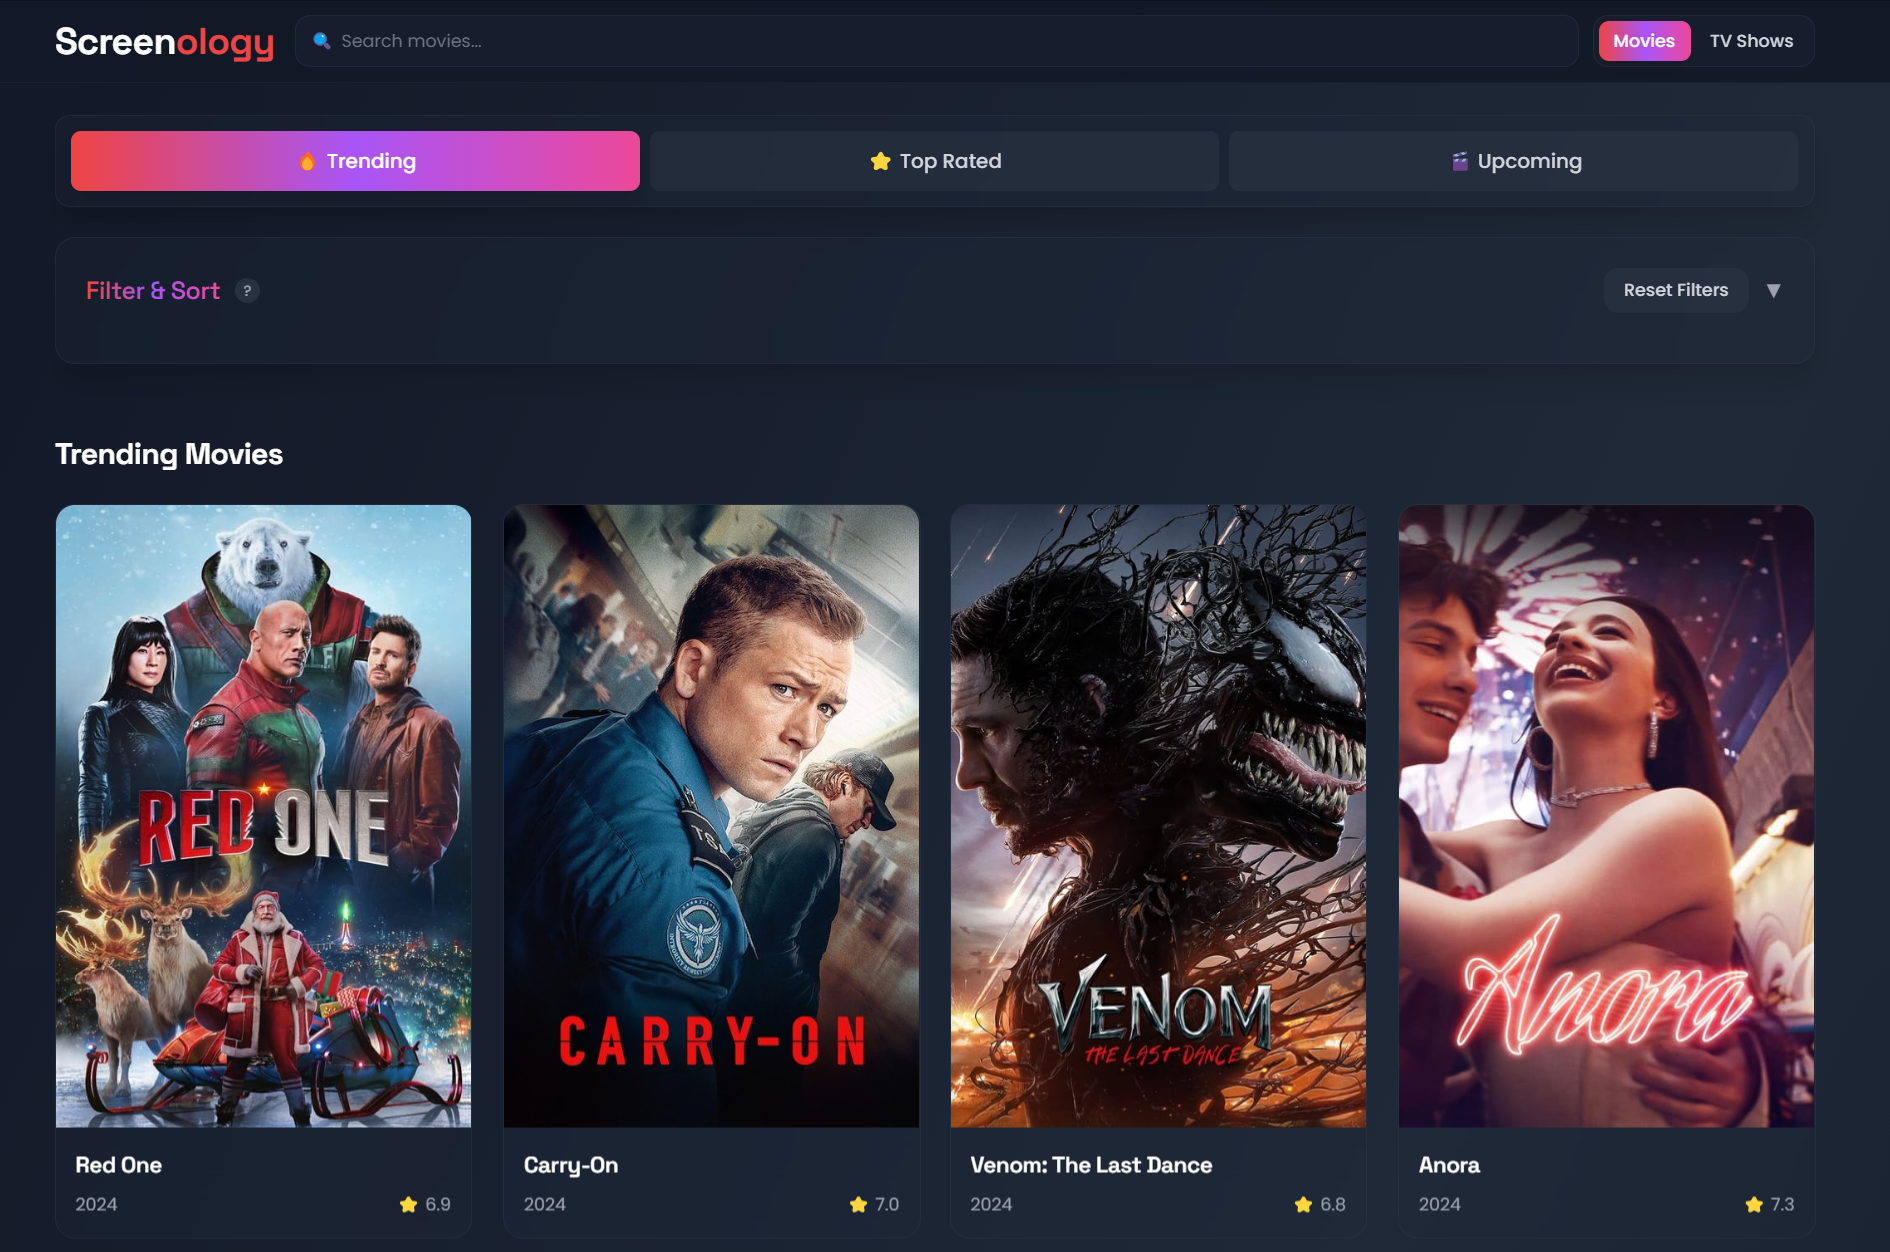 Screenology
Search movies...
Movies
TV Shows
Trending
Top Rated
Upcoming
Filter & Sort
?
Reset Filters
Trending Movies
RED ONE
TSA
CARRY-ON
VENOM
THE LAST DANCE
Anora
Red One
2024
6.9
Carry-On
2024
7.0
Venom: The Last Dance
2024
6.8
Anora
2024
7.3